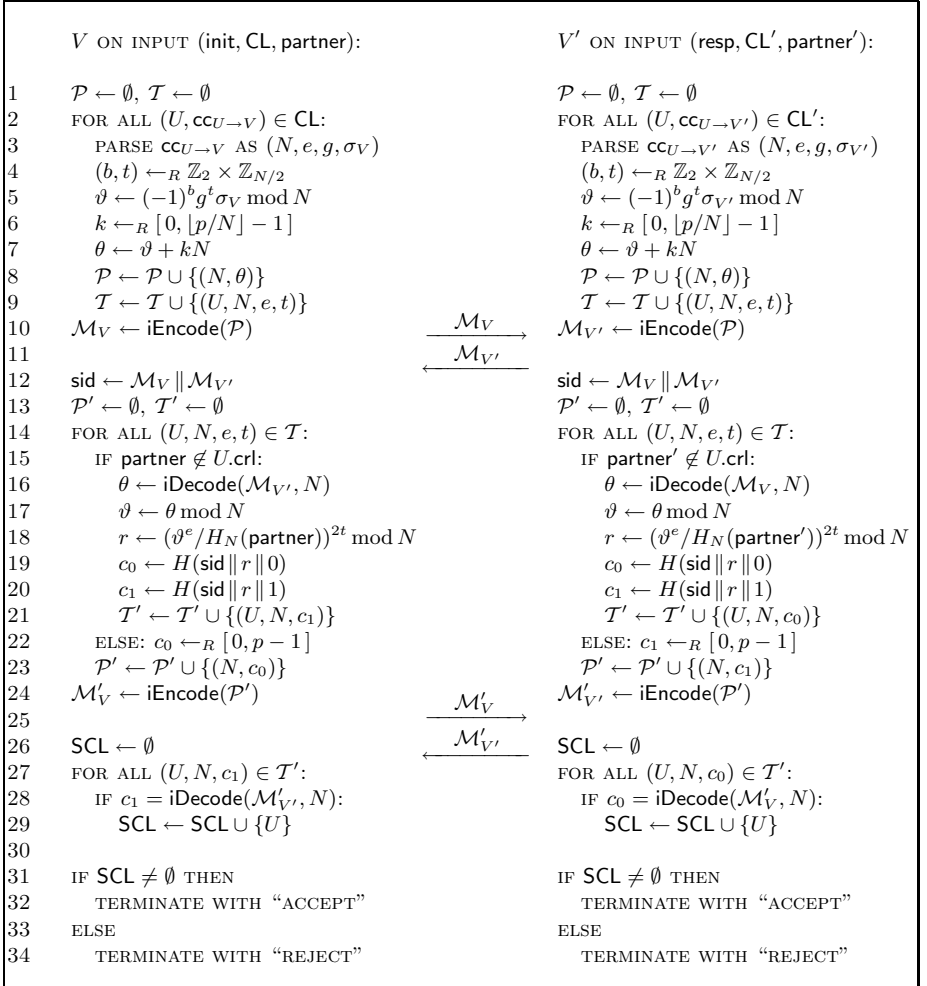 V ON INPUT (init, CL, partner): V′ ON INPUT (resp, CL′, partner′):
1 𝒫 ← ∅, 𝒯 ← ∅ 𝒫 ← ∅, 𝒯 ← ∅
2 FOR ALL (U, cc_{U→V}) ∈ CL: FOR ALL (U, cc_{U→V′}) ∈ CL′:
3 PARSE cc_{U→V} AS (N, e, g, σ_V) PARSE cc_{U→V′} AS (N, e, g, σ_{V′})
4 (b, t) ←_R ℤ_2 × ℤ_{N/2} (b, t) ←_R ℤ_2 × ℤ_{N/2}
5 ϑ ← (−1)^b g^t σ_V mod N ϑ ← (−1)^b g^t σ_{V′} mod N
6 k ←_R [ 0, ⌊p/N⌋ − 1 ] k ←_R [ 0, ⌊p/N⌋ − 1 ]
7 θ ← ϑ + kN θ ← ϑ + kN
8 𝒫 ← 𝒫 ∪ {(N, θ)} 𝒫 ← 𝒫 ∪ {(N, θ)}
9 𝒯 ← 𝒯 ∪ {(U, N, e, t)} 𝒯 ← 𝒯 ∪ {(U, N, e, t)}
10 ℳ_V ← iEncode(𝒫) ℳ_V ⟶ ℳ_{V′} ← iEncode(𝒫)
11 ℳ_{V′} ⟵
12 sid ← ℳ_V ‖ ℳ_{V′} sid ← ℳ_V ‖ ℳ_{V′}
13 𝒫′ ← ∅, 𝒯′ ← ∅ 𝒫′ ← ∅, 𝒯′ ← ∅
14 FOR ALL (U, N, e, t) ∈ 𝒯: FOR ALL (U, N, e, t) ∈ 𝒯:
15 IF partner ∉ U.crl: IF partner′ ∉ U.crl:
16 θ ← iDecode(ℳ_{V′}, N) θ ← iDecode(ℳ_V, N)
17 ϑ ← θ mod N ϑ ← θ mod N
18 r ← (ϑ^e/H_N(partner))^{2t} mod N r ← (ϑ^e/H_N(partner′))^{2t} mod N
19 c_0 ← H(sid ‖ r ‖ 0) c_0 ← H(sid ‖ r ‖ 0)
20 c_1 ← H(sid ‖ r ‖ 1) c_1 ← H(sid ‖ r ‖ 1)
21 𝒯′ ← 𝒯′ ∪ {(U, N, c_1)} 𝒯′ ← 𝒯′ ∪ {(U, N, c_0)}
22 ELSE: c_0 ←_R [ 0, p − 1 ] ELSE: c_1 ←_R [ 0, p − 1 ]
23 𝒫′ ← 𝒫′ ∪ {(N, c_0)} 𝒫′ ← 𝒫′ ∪ {(N, c_1)}
24 ℳ′_V ← iEncode(𝒫′) ℳ′_{V′} ← iEncode(𝒫′)
25 ℳ′_V ⟶
26 SCL ← ∅ ℳ′_{V′} ⟵ SCL ← ∅
27 FOR ALL (U, N, c_1) ∈ 𝒯′: FOR ALL (U, N, c_0) ∈ 𝒯′:
28 IF c_1 = iDecode(ℳ′_{V′}, N): IF c_0 = iDecode(ℳ′_V, N):
29 SCL ← SCL ∪ {U} SCL ← SCL ∪ {U}
30
31 IF SCL ≠ ∅ THEN IF SCL ≠ ∅ THEN
32 TERMINATE WITH “ACCEPT” TERMINATE WITH “ACCEPT”
33 ELSE ELSE
34 TERMINATE WITH “REJECT” TERMINATE WITH “REJECT”